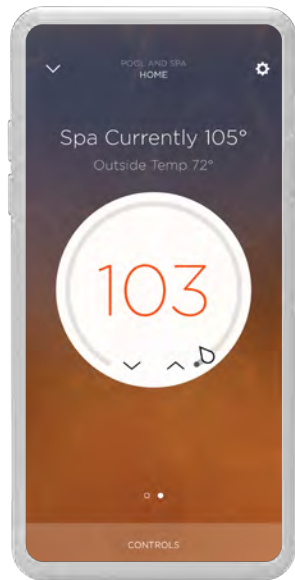 POOL AND SPA
HOME
Spa Currently 105°
Outside Temp 72°
103
CONTROLS